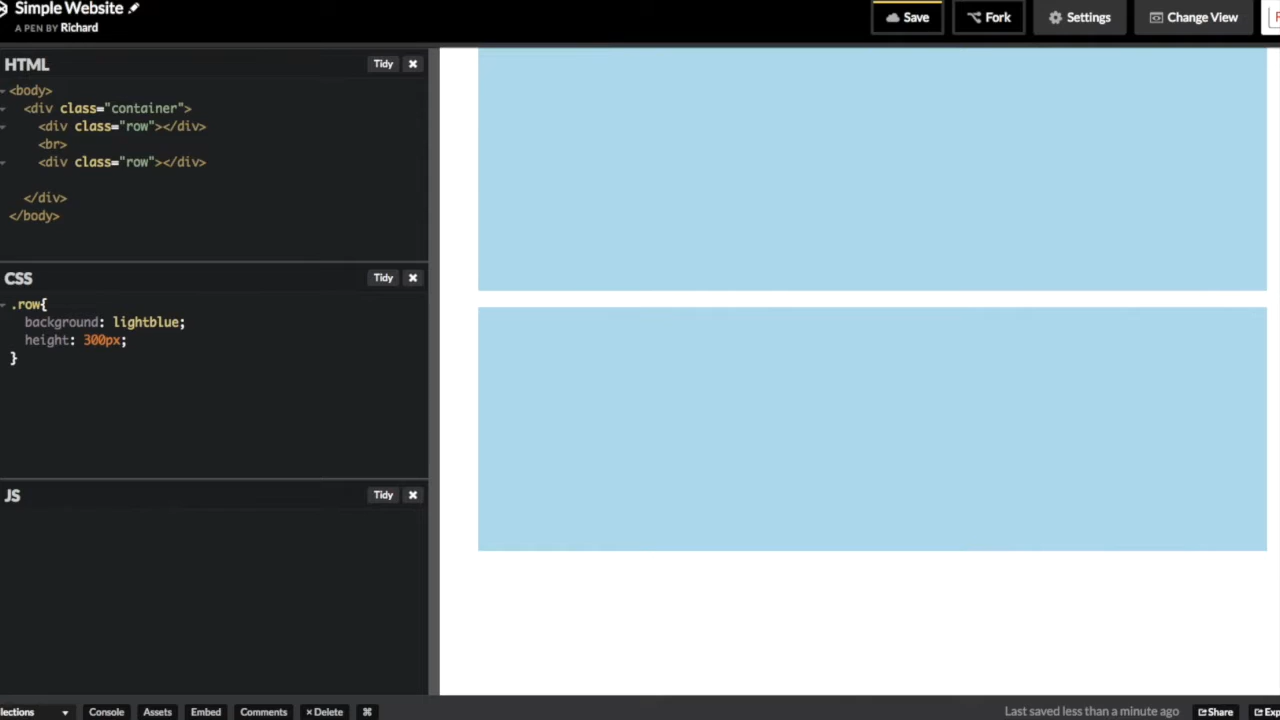 Simple Website
A PEN BY Richard
Save
Fork
Settings
Change View
HTML
Tidy
<body>
<div class="container">
<div class="row"></div>
<br>
<div class="row"></div>
</div>
</body>
CSS
Tidy
.row{
background: lightblue;
height: 300px;
}
JS
Tidy
lections
Console
Assets
Embed
Comments
× Delete
⌘
Last saved less than a minute ago
Share
Exp